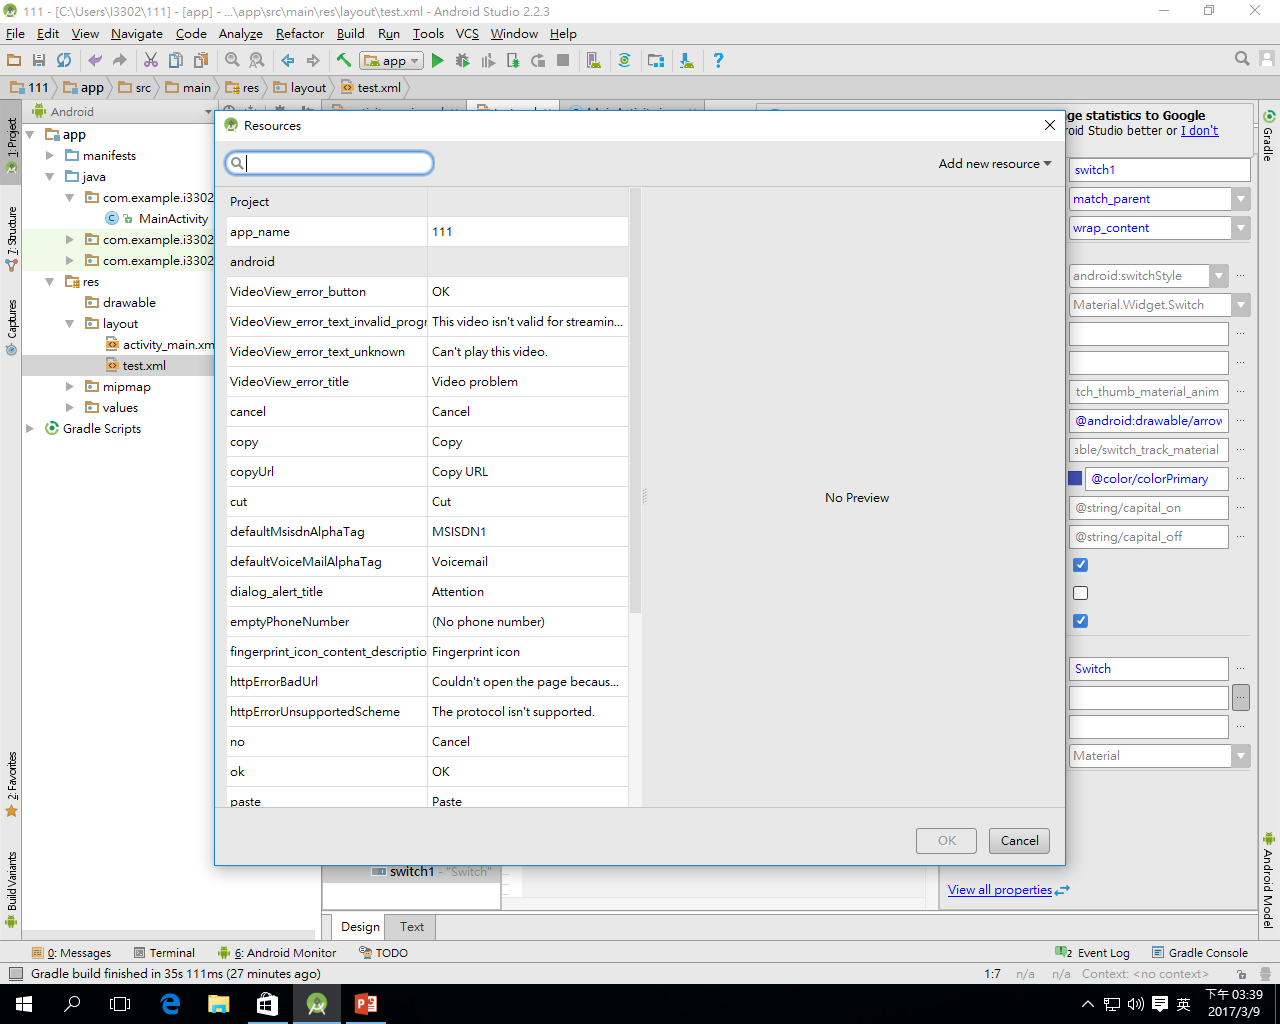 111 - [C:\Users\I3302\111] - [app] - ...\app\src\main\res\layout\test.xml - Android Studio 2.2.3
File Edit View Navigate Code Analyze Refactor Build Run Tools VCS Window Help
app
111 app src main res layout test.xml
1: Project
7: Structure
Captures
2: Favorites
Build Variants
Android
app
manifests
java
com.example.i3302
MainActivity
com.example.i3302
com.example.i3302
res
drawable
layout
activity_main.xm
test.xml
mipmap
values
Gradle Scripts
Resources
Add new resource
Project
app_name 111
android
VideoView_error_button OK
VideoView_error_text_invalid_progr This video isn't valid for streamin...
VideoView_error_text_unknown Can't play this video.
VideoView_error_title Video problem
cancel Cancel
copy Copy
copyUrl Copy URL
cut Cut
defaultMsisdnAlphaTag MSISDN1
defaultVoiceMailAlphaTag Voicemail
dialog_alert_title Attention
emptyPhoneNumber (No phone number)
fingerprint_icon_content_descriptio Fingerprint icon
httpErrorBadUrl Couldn't open the page becaus...
httpErrorUnsupportedScheme The protocol isn't supported.
no Cancel
ok OK
paste Paste
No Preview
OK Cancel
ge statistics to Google
roid Studio better or I don't
switch1
match_parent
wrap_content
android:switchStyle ...
Material.Widget.Switch
...
...
tch_thumb_material_anim ...
@android:drawable/arrow ...
able/switch_track_material ...
@color/colorPrimary ...
@string/capital_on ...
@string/capital_off ...
Switch ...
...
...
Material
View all properties
Gradle
Android Model
switch1 - "Switch"
Design Text
0: Messages Terminal 6: Android Monitor TODO 2 Event Log Gradle Console
Gradle build finished in 35s 111ms (27 minutes ago) 1:7 n/a n/a Context: <no context>
英 下午 03:39
2017/3/9